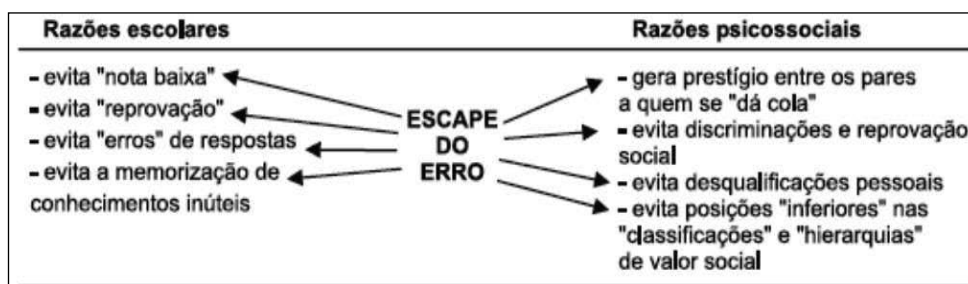 Razões escolares
Razões psicossociais
- evita "nota baixa"
- evita "reprovação"
- evita "erros" de respostas
- evita a memorização de
conhecimentos inúteis
ESCAPE
DO
ERRO
- gera prestígio entre os pares
a quem se "dá cola"
- evita discriminações e reprovação
social
- evita desqualificações pessoais
- evita posições "inferiores" nas
"classificações" e "hierarquias"
de valor social